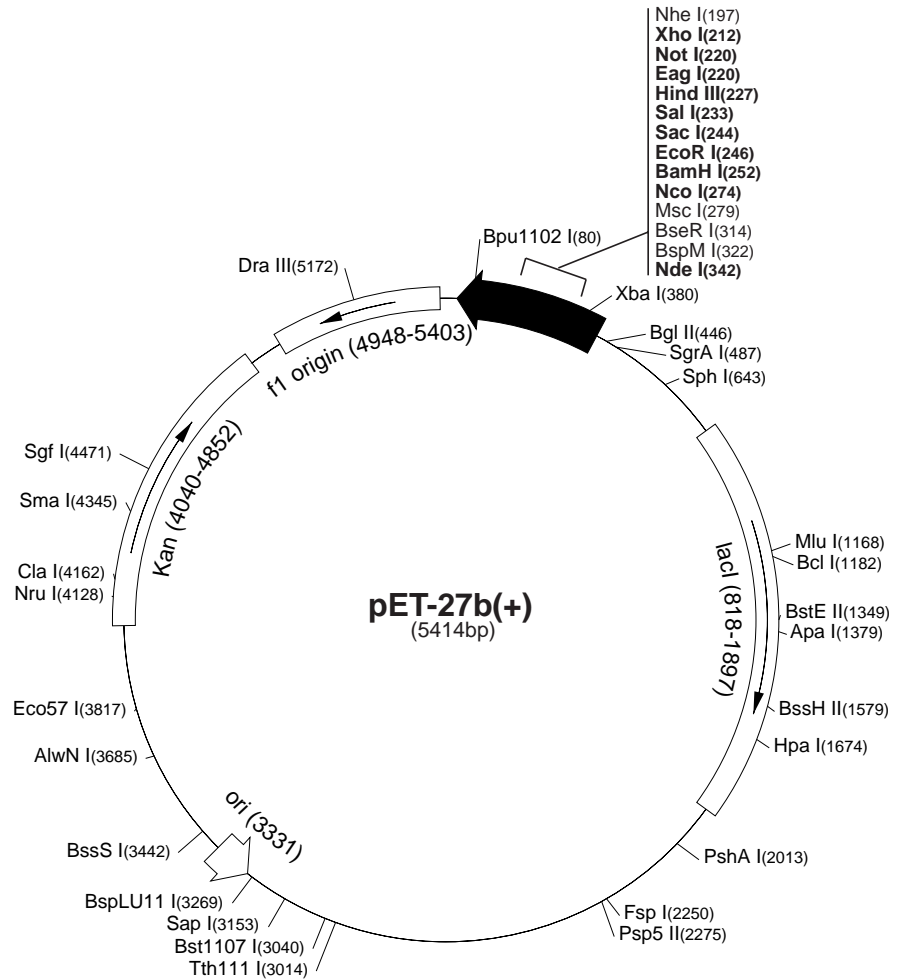 Nhe I(197)
Xho I(212)
Not I(220)
Eag I(220)
Hind III(227)
Sal I(233)
Sac I(244)
EcoR I(246)
BamH I(252)
Nco I(274)
Msc I(279)
BseR I(314)
BspM I(322)
Nde I(342)
Bpu1102 I(80)
Xba I(380)
Bgl II(446)
SgrA I(487)
Sph I(643)
lacI (818-1897)
Mlu I(1168)
Bcl I(1182)
BstE II(1349)
Apa I(1379)
BssH II(1579)
Hpa I(1674)
PshA I(2013)
Fsp I(2250)
Psp5 II(2275)
Tth111 I(3014)
Bst1107 I(3040)
Sap I(3153)
BspLU11 I(3269)
ori (3331)
BssS I(3442)
AlwN I(3685)
Eco57 I(3817)
Nru I(4128)
Cla I(4162)
Sma I(4345)
Sgf I(4471)
Kan (4040-4852)
Dra III(5172)
f1 origin (4948-5403)
pET-27b(+)
(5414bp)